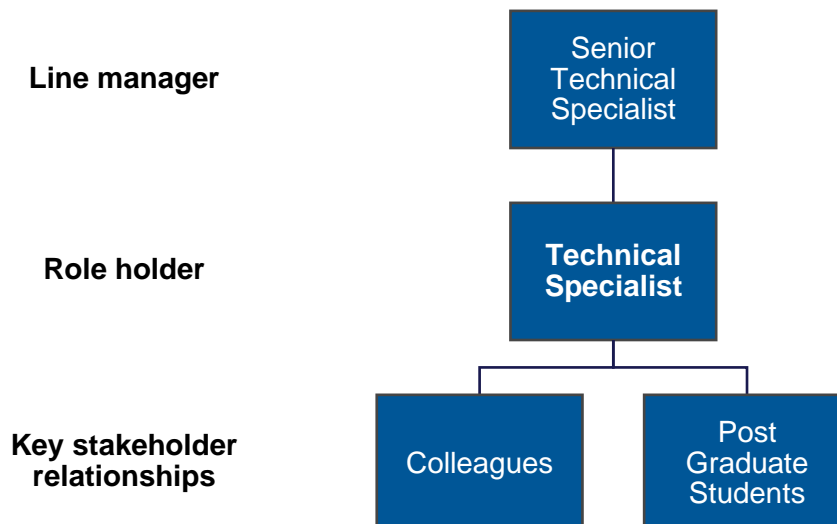 Line manager
Senior
Technical
Specialist
Role holder
Technical
Specialist
Key stakeholder
relationships
Colleagues
Post
Graduate
Students